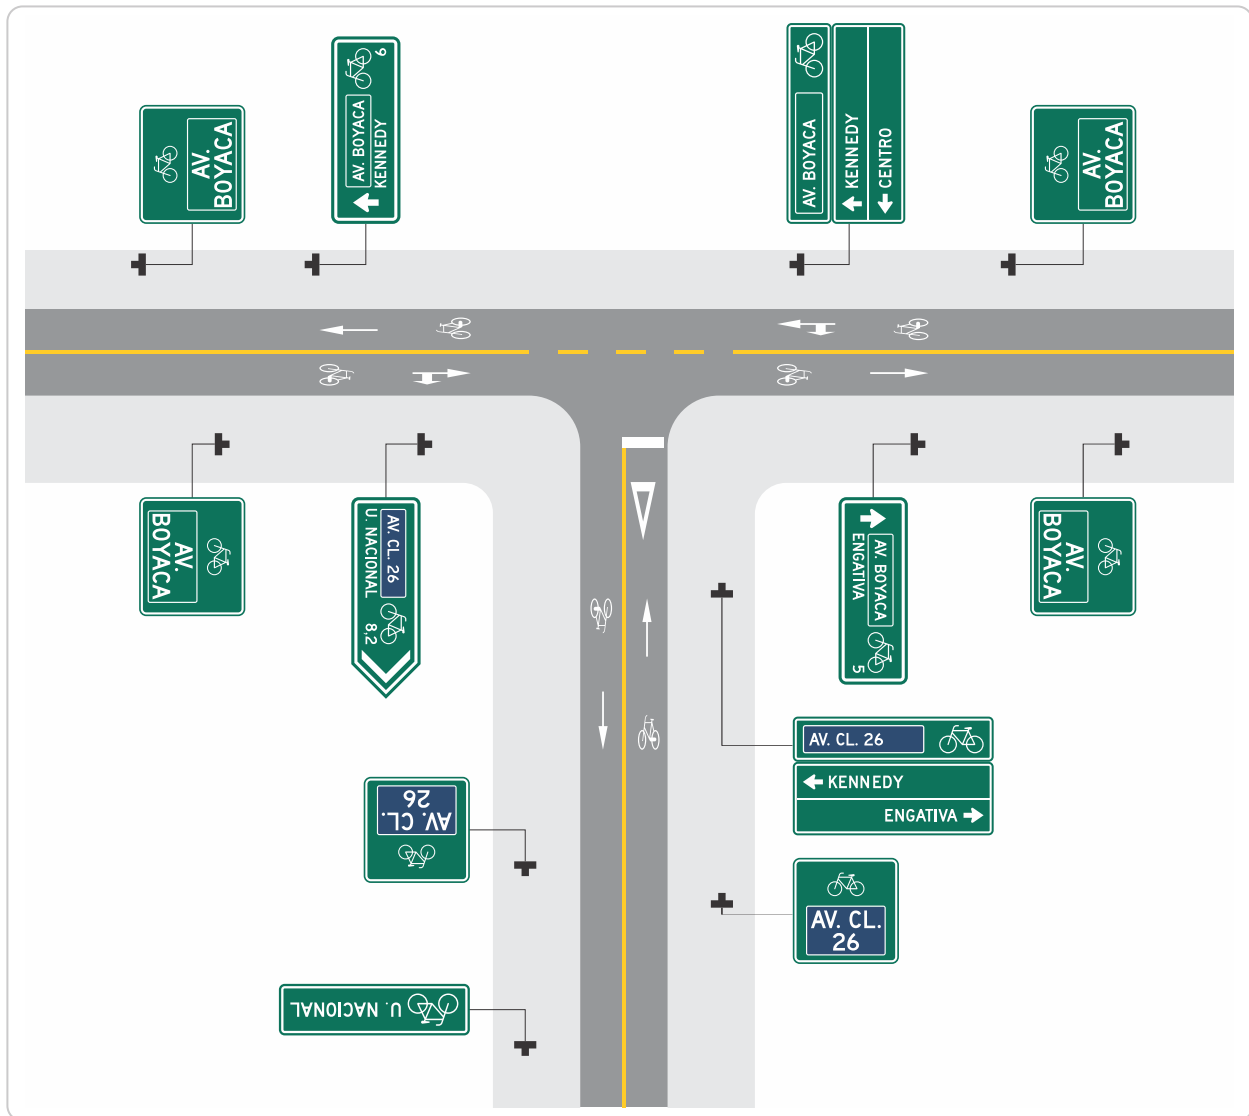 AV.
BOYACA
6
AV. BOYACA
KENNEDY
AV. BOYACA
KENNEDY
CENTRO
AV.
BOYACA
AV.
BOYACA
AV. CL. 26
U. NACIONAL
8,2
AV. BOYACA
ENGATIVA
5
AV.
BOYACA
AV. CL. 26
KENNEDY
ENGATIVA
AV. CL.
26
AV. CL.
26
U. NACIONAL